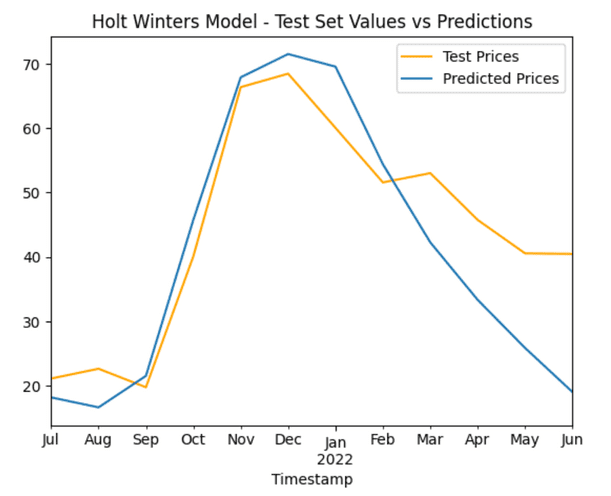 Holt Winters Model - Test Set Values vs Predictions
Test Prices
Predicted Prices
70
60
50
40
30
20
Jul Aug Sep Oct Nov Dec Jan Feb Mar Apr May Jun
2022
Timestamp